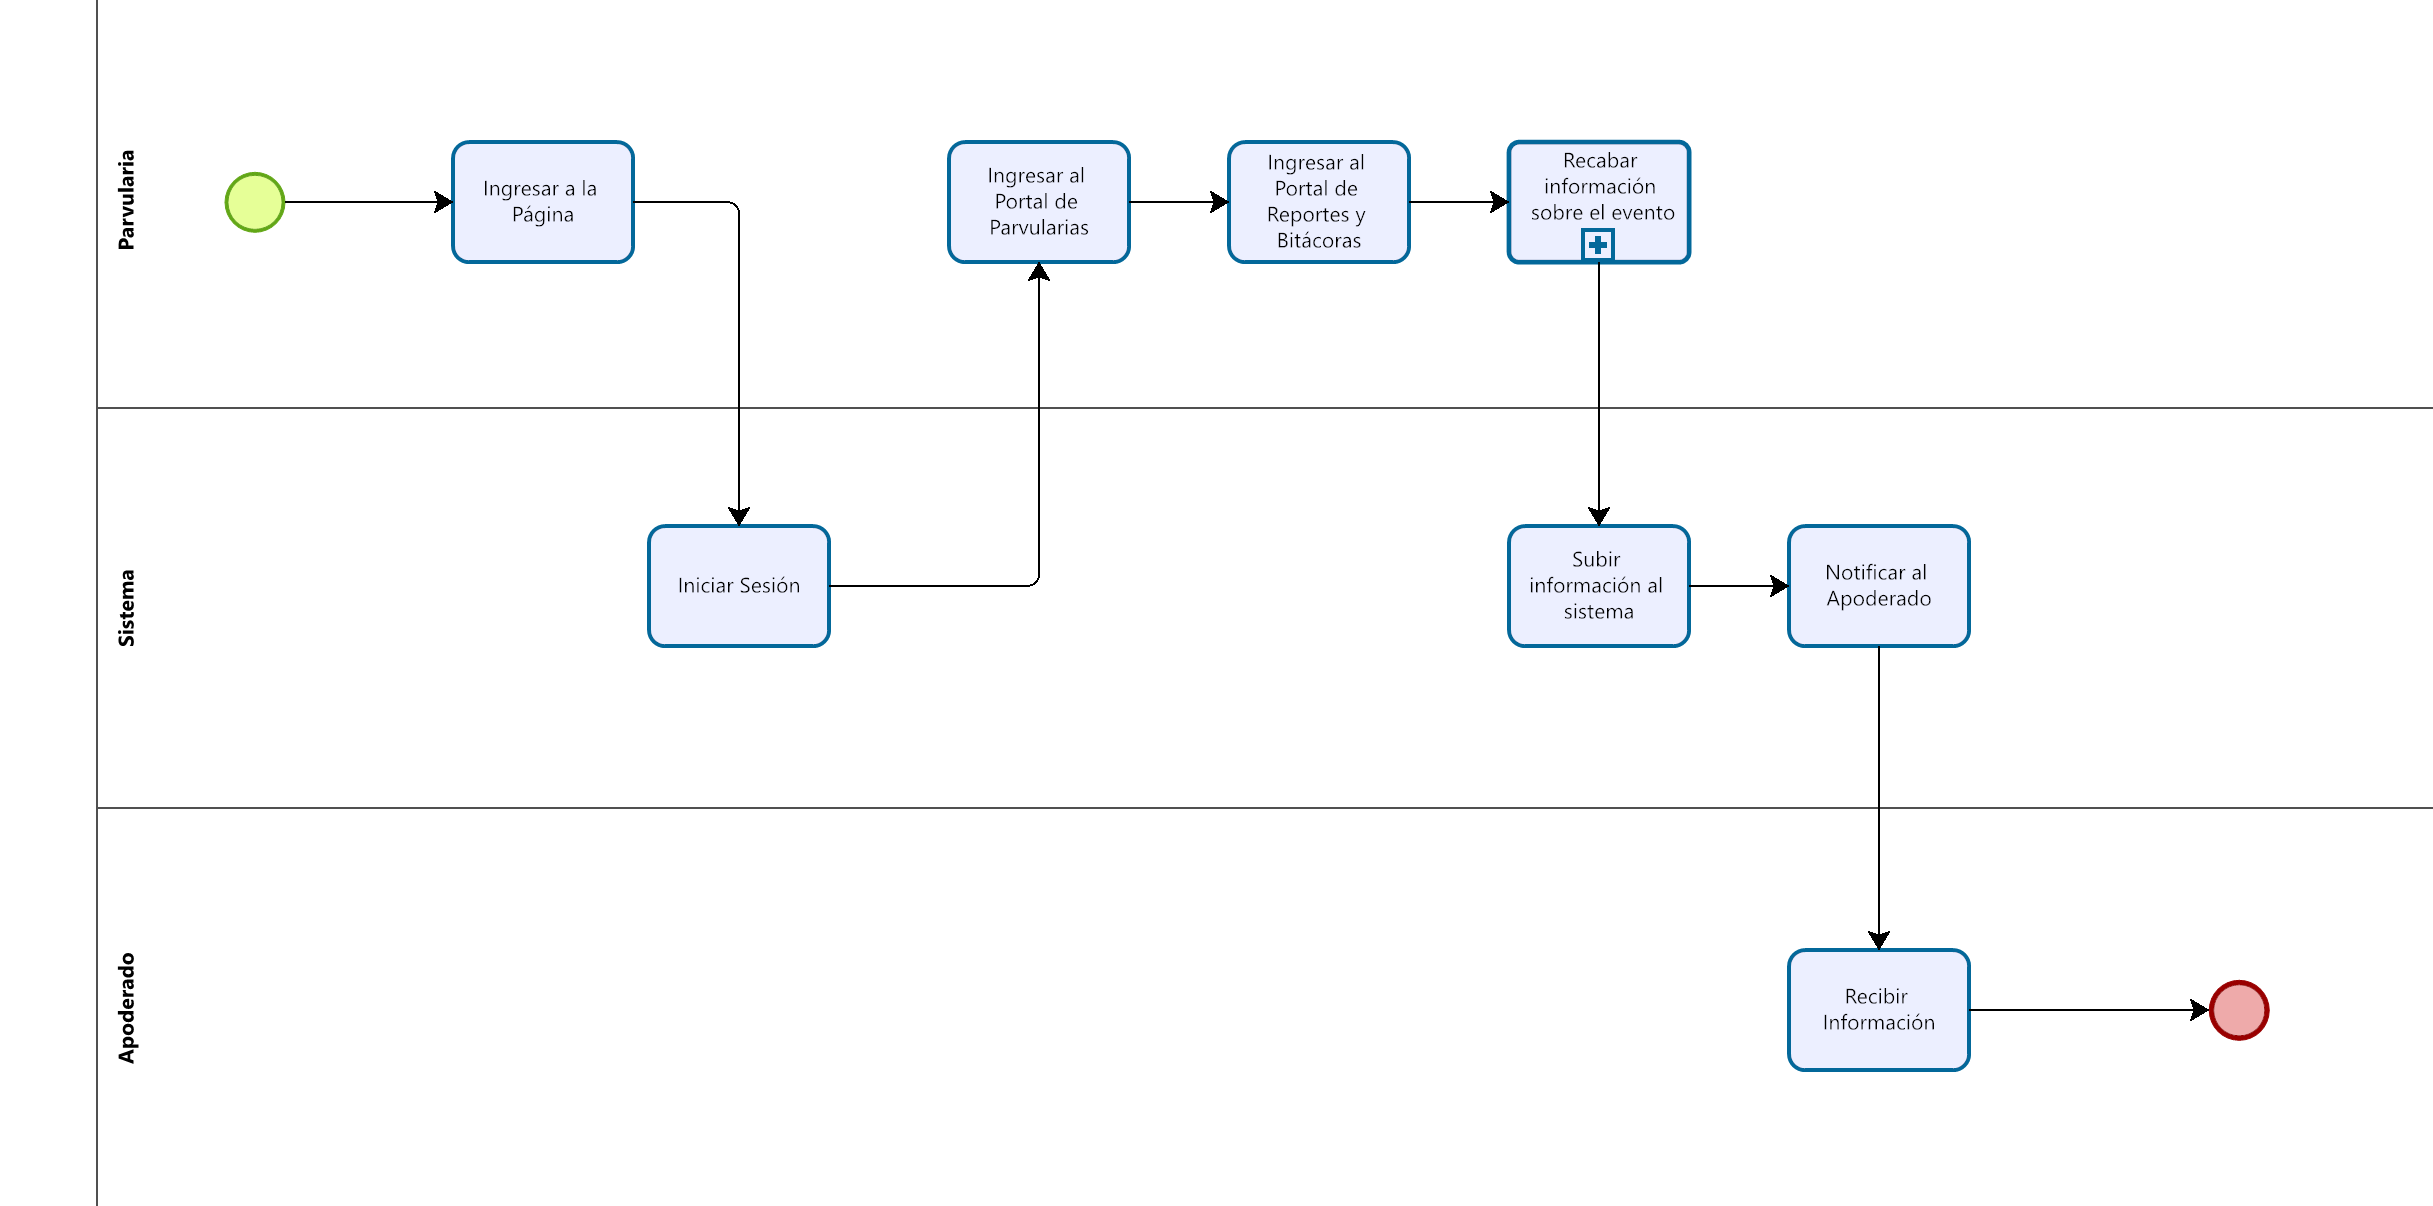 Parvularia
Ingresar a la
Página
Ingresar al
Portal de
Parvularias
Ingresar al
Portal de
Reportes y
Bitácoras
Recabar
información
sobre el evento
Sistema
Iniciar Sesión
Subir
información al
sistema
Notificar al
Apoderado
Apoderado
Recibir
Información